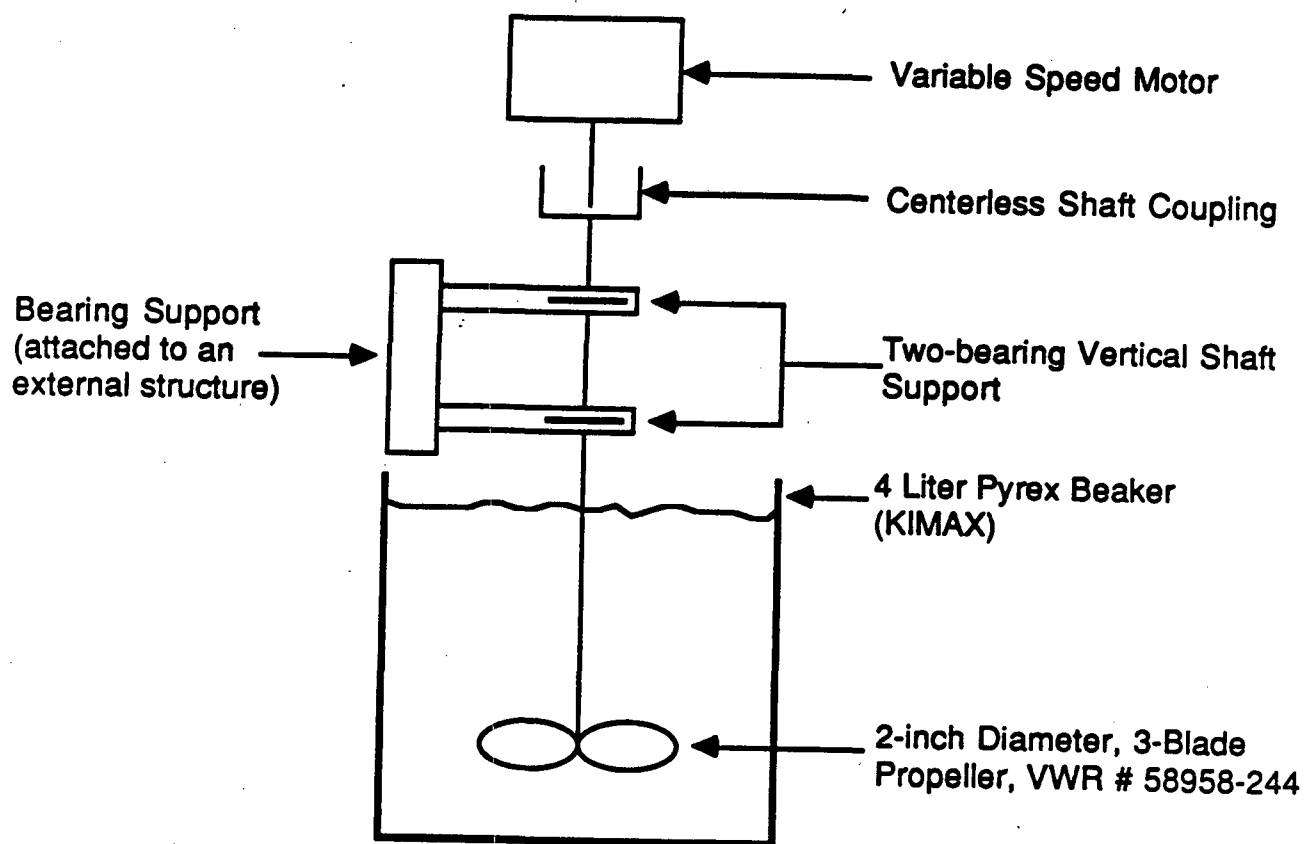 Variable Speed Motor
Centerless Shaft Coupling
Bearing Support
(attached to an
external structure)
Two-bearing Vertical Shaft
Support
4 Liter Pyrex Beaker
(KIMAX)
2-inch Diameter, 3-Blade
Propeller, VWR # 58958-244